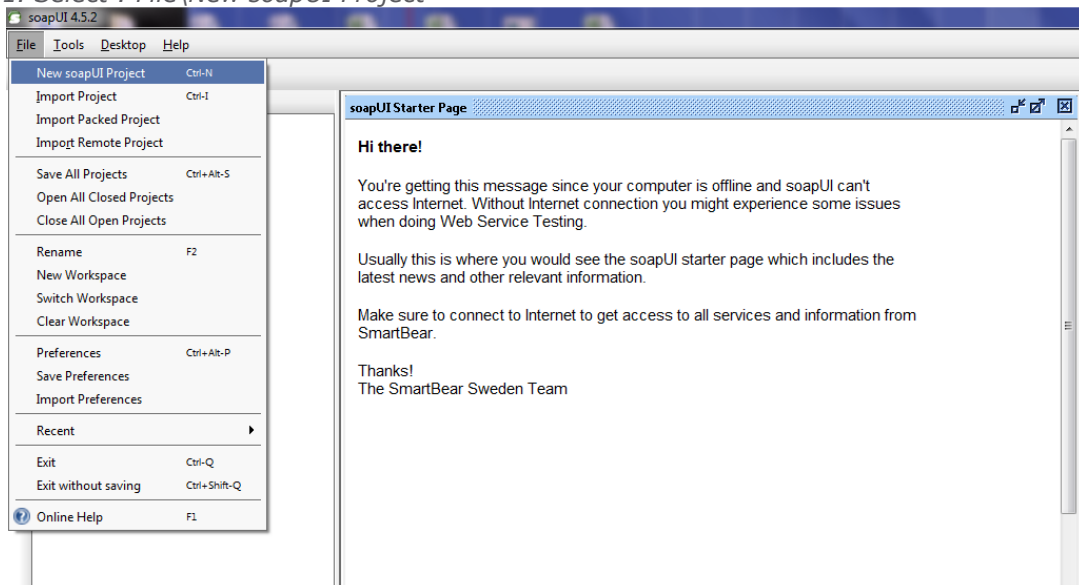 1. Select : File\New soapUI Project
soapUI 4.5.2
File Tools Desktop Help
New soapUI Project Ctrl-N
Import Project Ctrl-I
Import Packed Project
Import Remote Project
Save All Projects Ctrl+Alt-S
Open All Closed Projects
Close All Open Projects
Rename F2
New Workspace
Switch Workspace
Clear Workspace
Preferences Ctrl+Alt-P
Save Preferences
Import Preferences
Recent
Exit Ctrl-Q
Exit without saving Ctrl+Shift-Q
Online Help F1
soapUI Starter Page
Hi there!
You're getting this message since your computer is offline and soapUI can't
access Internet. Without Internet connection you might experience some issues
when doing Web Service Testing.
Usually this is where you would see the soapUI starter page which includes the
latest news and other relevant information.
Make sure to connect to Internet to get access to all services and information from
SmartBear.
Thanks!
The SmartBear Sweden Team